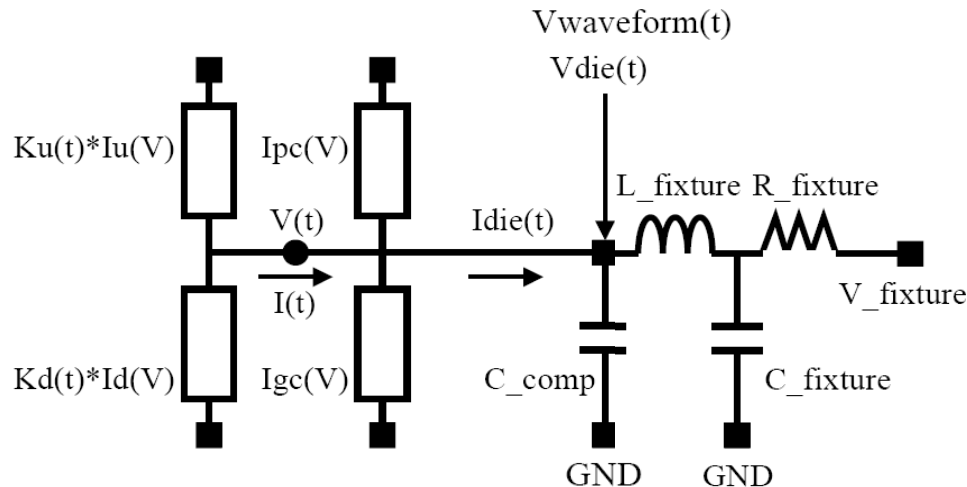 Vwaveform(t)
Vdie(t)
Ku(t)*Iu(V)
Ipc(V)
L_fixture
R_fixture
V(t)
Idie(t)
I(t)
V_fixture
Kd(t)*Id(V)
Igc(V)
C_comp
C_fixture
GND
GND